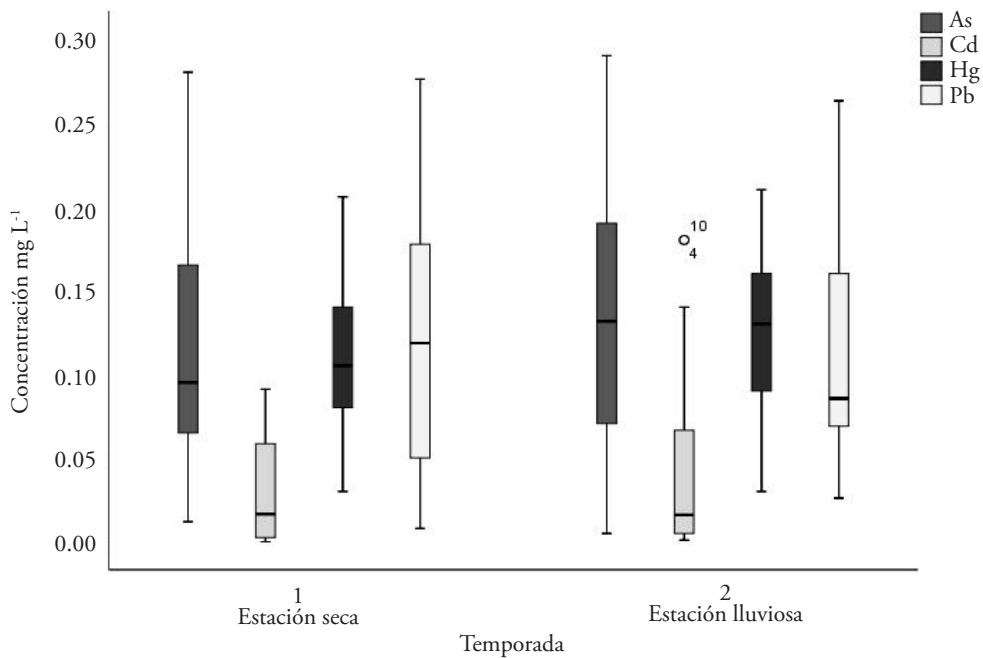 As
Cd
Hg
Pb
Concentración mg L⁻¹
0.30
0.25
0.20
0.15
0.10
0.05
0.00
10
4
1
Estación seca
2
Estación lluviosa
Temporada